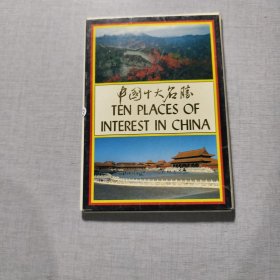 中国十大名胜
TEN PLACES OF
INTEREST IN CHINA